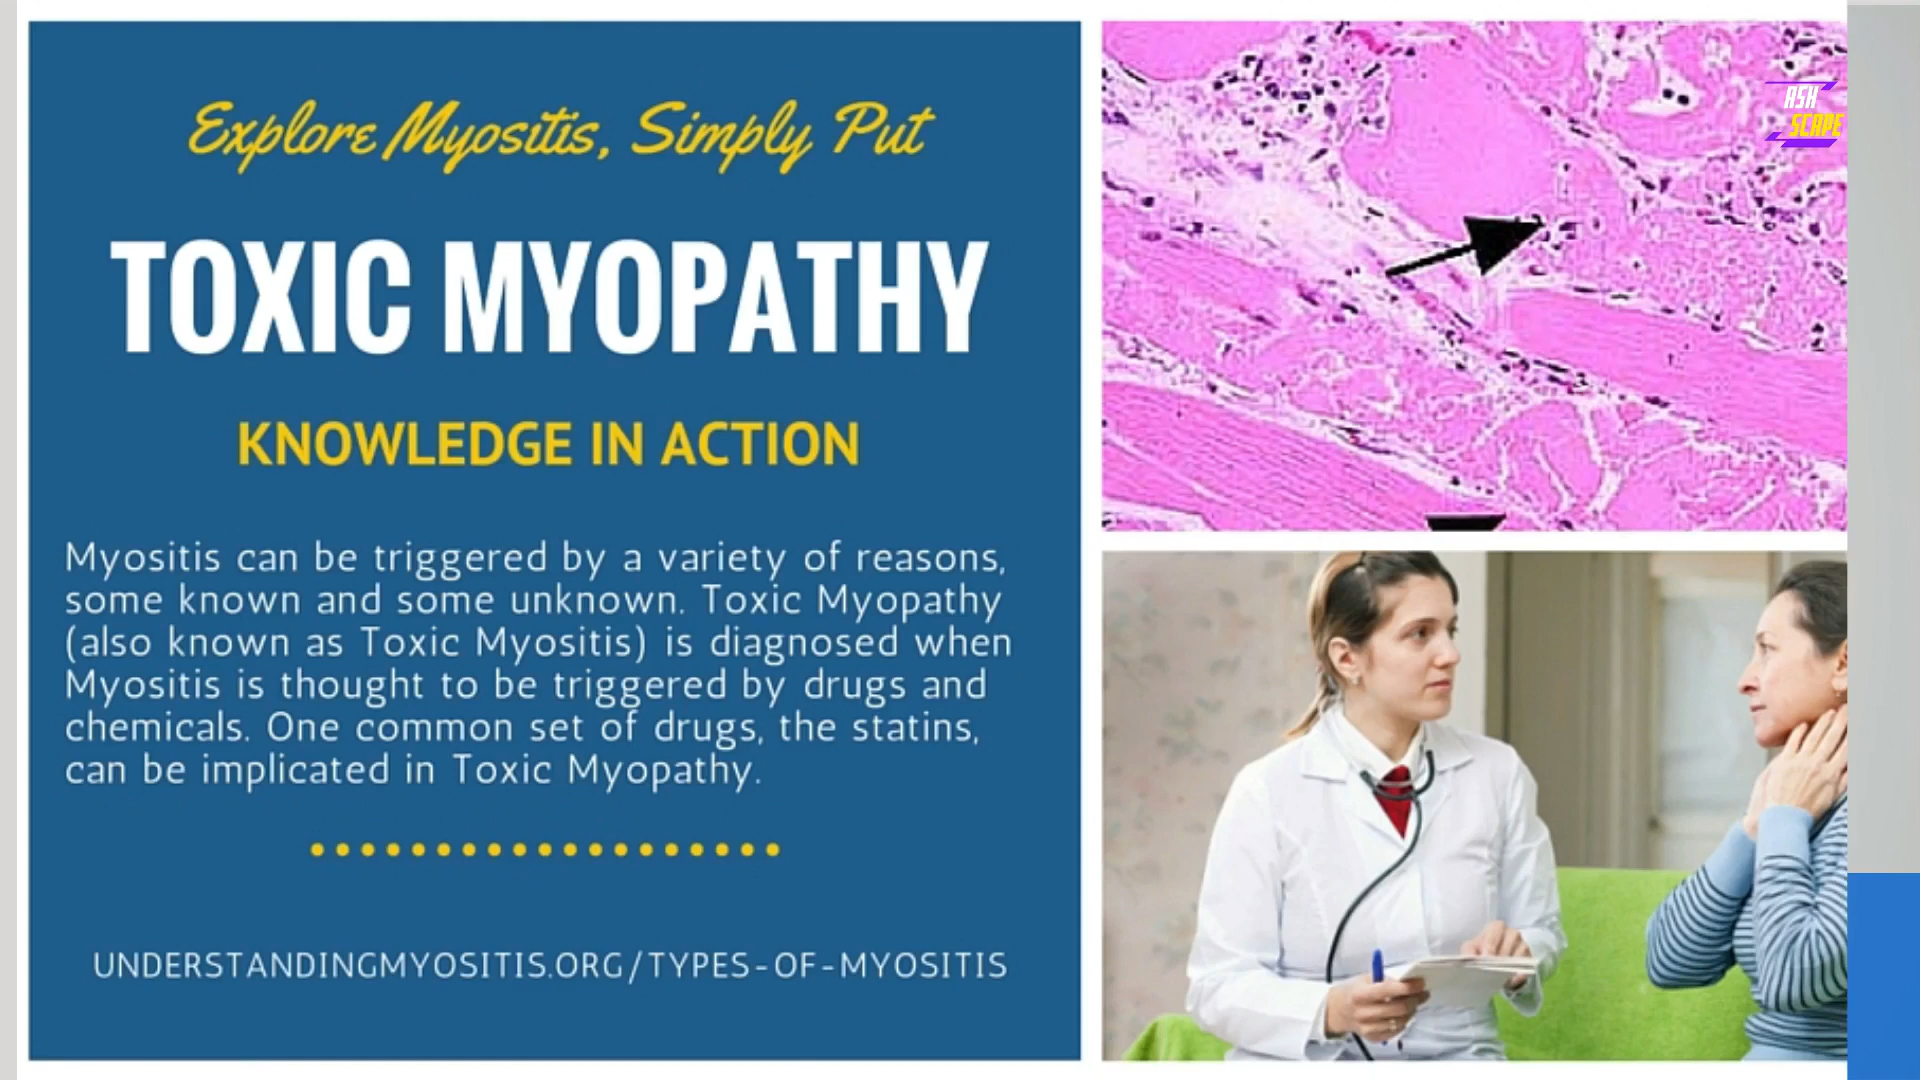 Explore Myositis, Simply Put
TOXIC MYOPATHY
KNOWLEDGE IN ACTION
Myositis can be triggered by a variety of reasons,
some known and some unknown. Toxic Myopathy
(also known as Toxic Myositis) is diagnosed when
Myositis is thought to be triggered by drugs and
chemicals. One common set of drugs, the statins,
can be implicated in Toxic Myopathy.
UNDERSTANDINGMYOSITIS.ORG/TYPES-OF-MYOSITIS
ASH
SCAPE